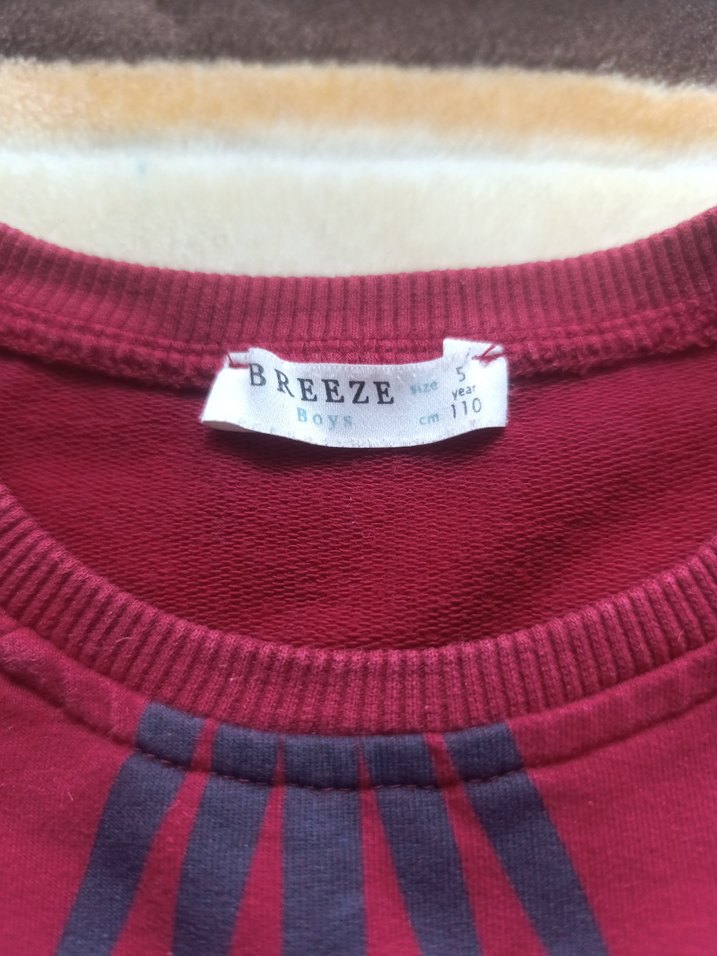 BREEZE
Boys
size 5
year
cm 110